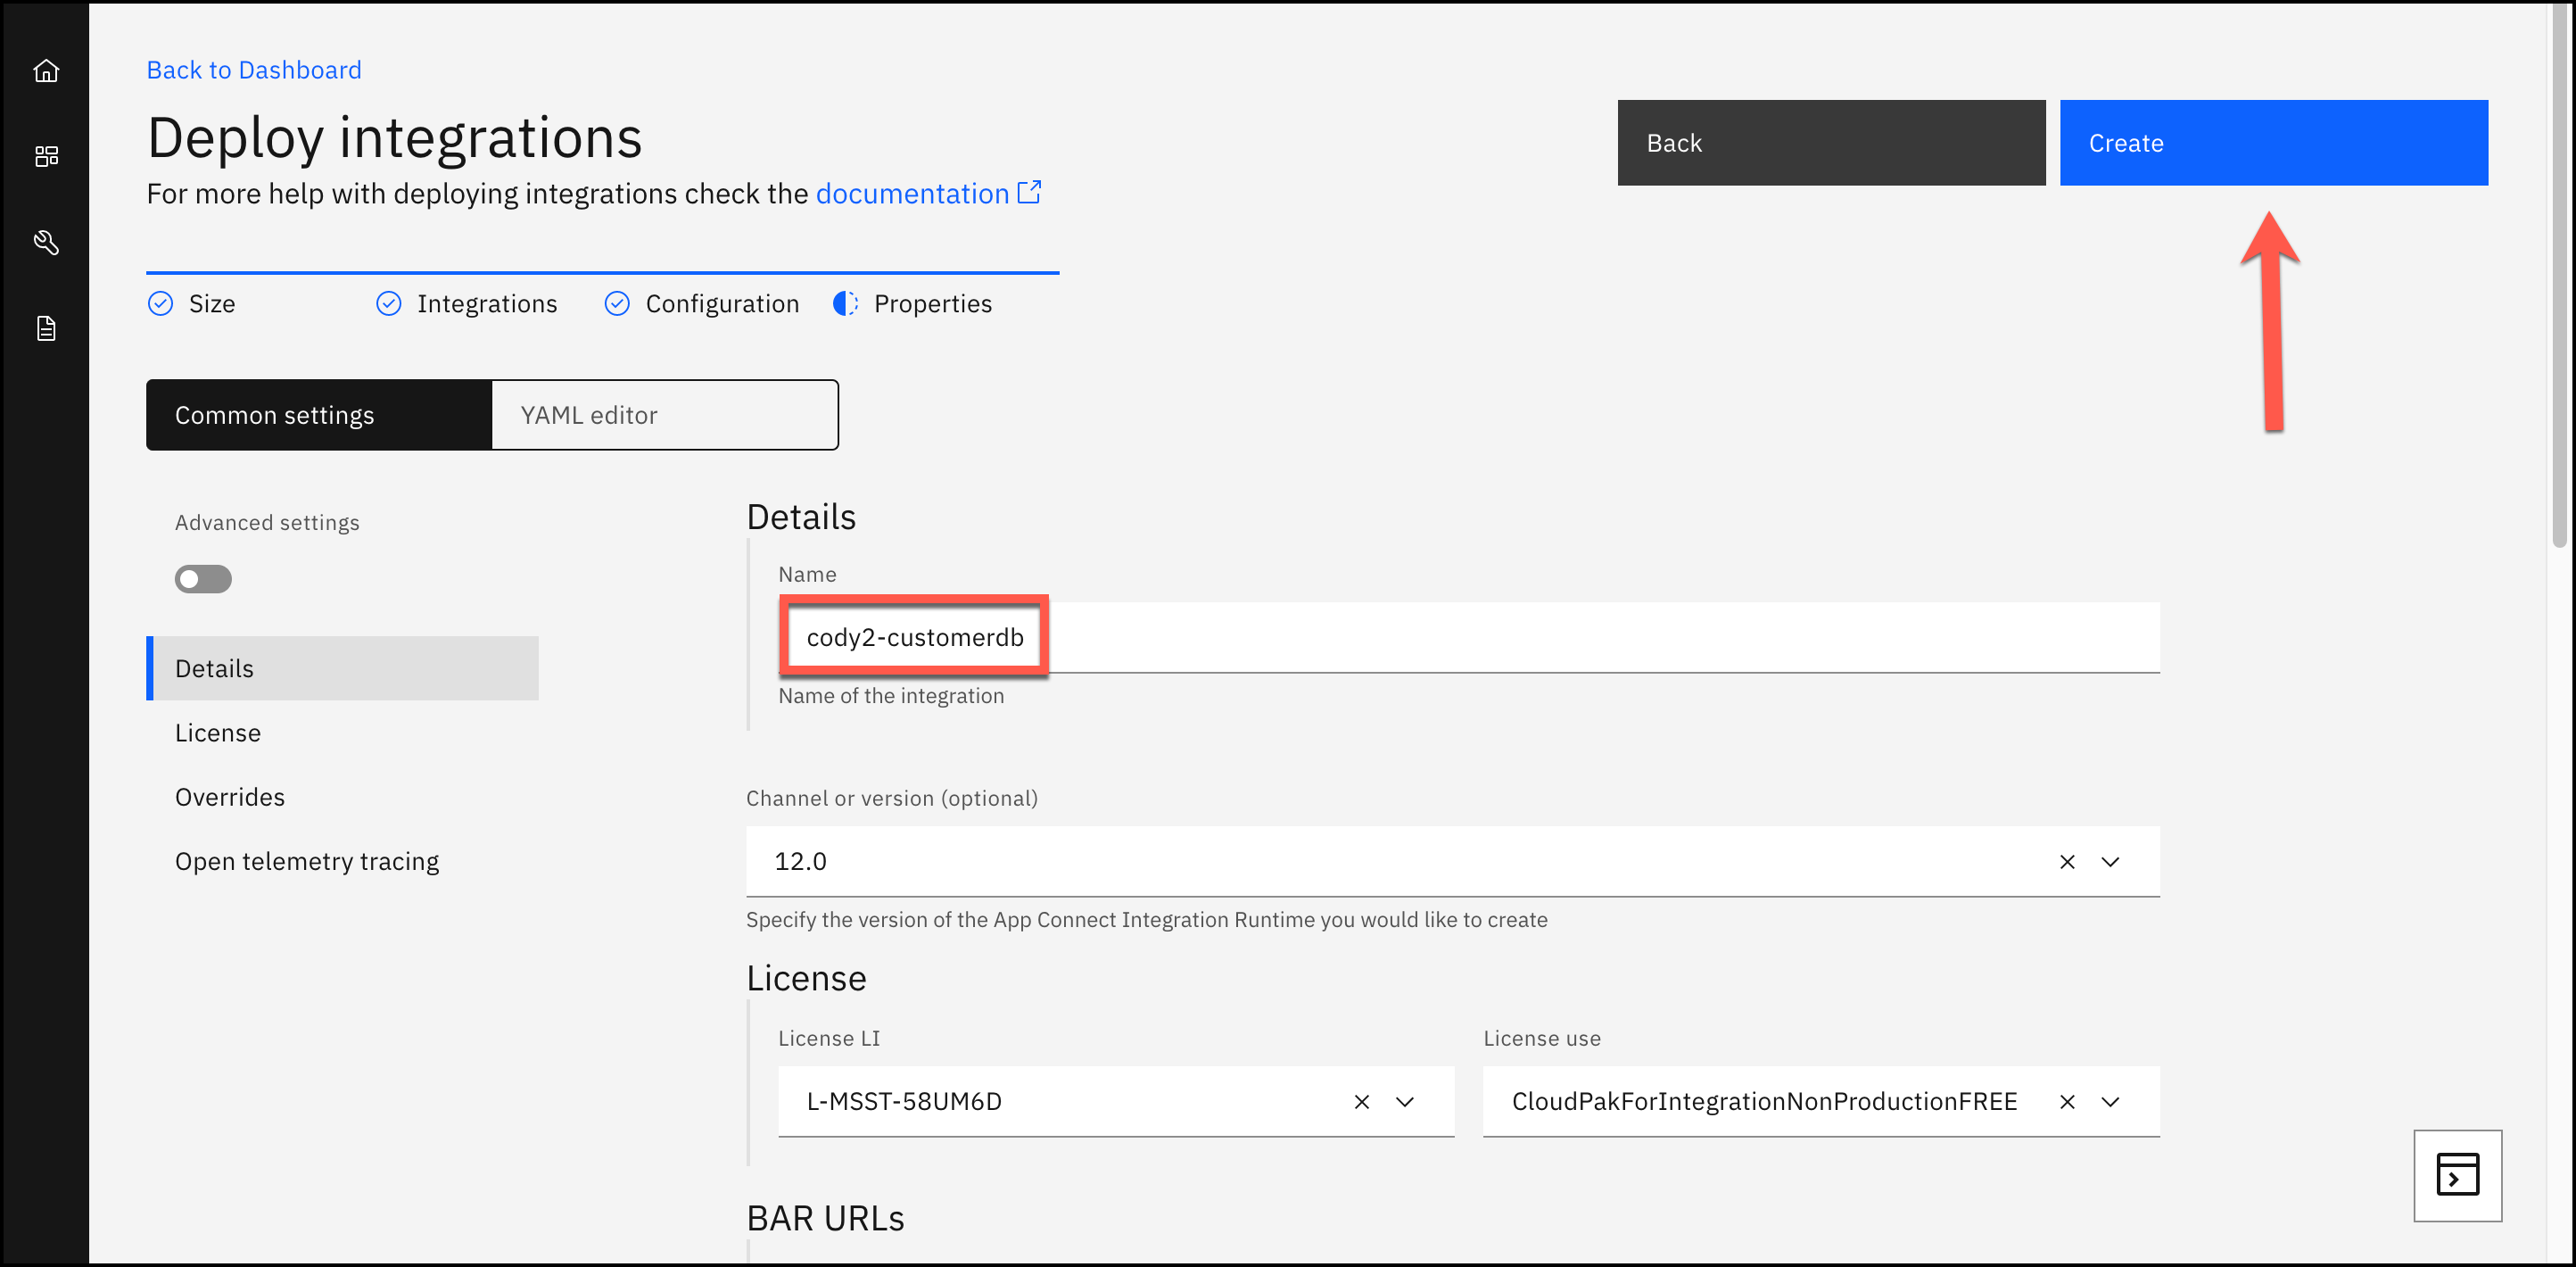 Back to Dashboard
Deploy integrations
For more help with deploying integrations check the documentation
Back
Create
Size
Integrations
Configuration
Properties
Common settings
YAML editor
Advanced settings
Details
License
Overrides
Open telemetry tracing
Details
Name
cody2-customerdb
Name of the integration
Channel or version (optional)
12.0
Specify the version of the App Connect Integration Runtime you would like to create
License
License LI
L-MSST-58UM6D
License use
CloudPakForIntegrationNonProductionFREE
BAR URLs